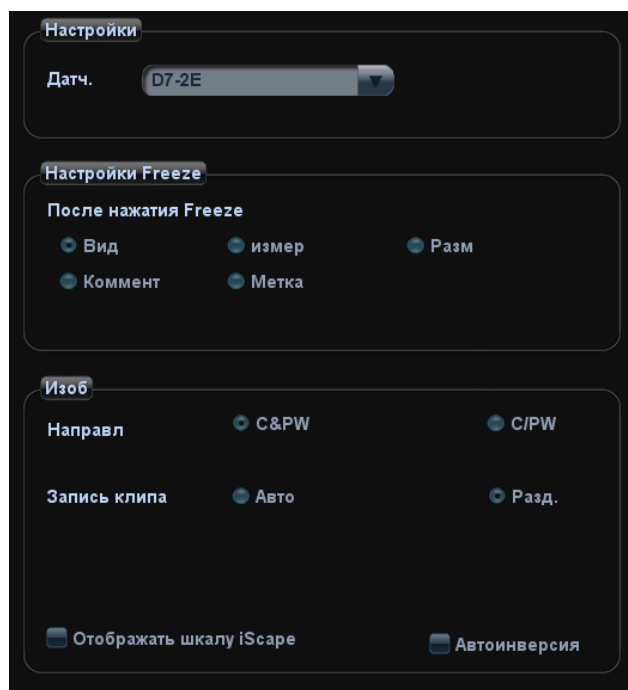 Настройки
Датч. D7-2E
Настройки Freeze
После нажатия Freeze
Вид измер Разм
Коммент Метка
Изоб
Направл C&PW C/PW
Запись клипа Авто Разд.
Отображать шкалу iScape Автоинверсия